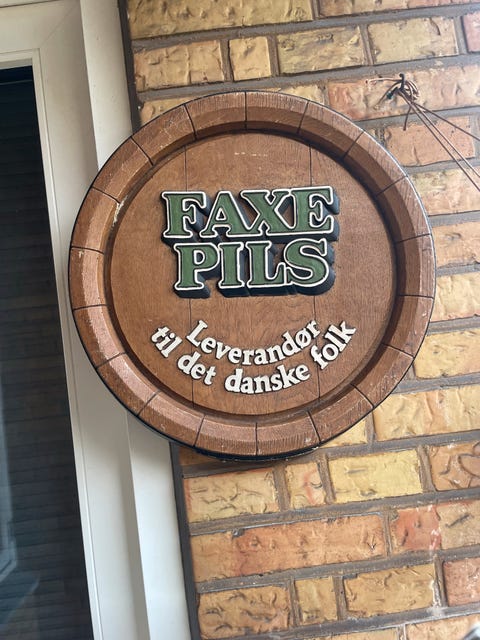 FAXE
PILS
Leverandør
til det danske folk